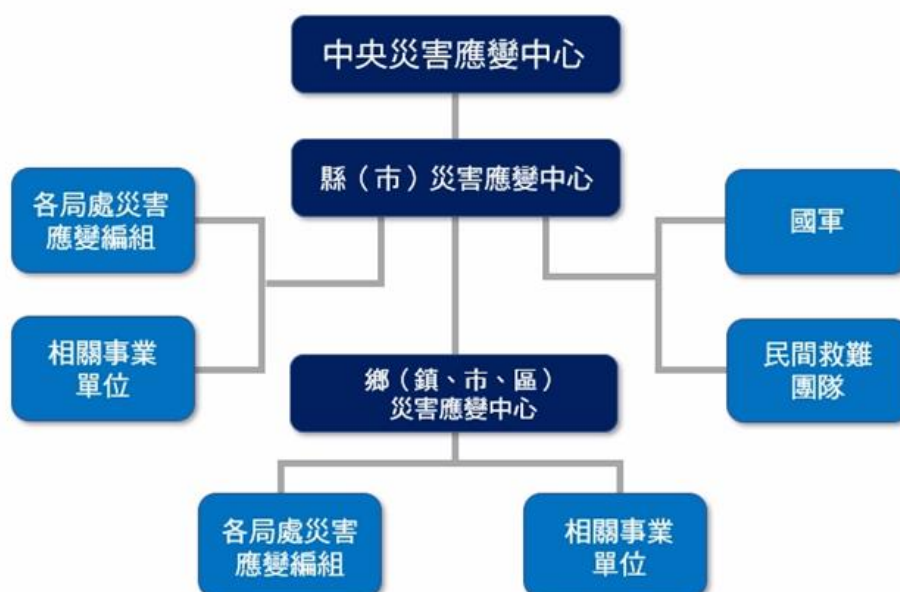 中央災害應變中心
縣（市）災害應變中心
各局處災害
應變編組
國軍
相關事業
單位
民間救難
團隊
鄉（鎮、市、區）
災害應變中心
各局處災害
應變編組
相關事業
單位